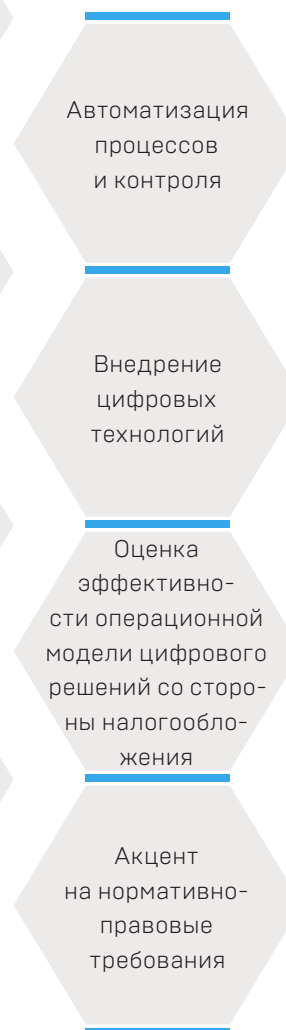 Автоматизация
процессов
и контроля
Внедрение
цифровых
технологий
Оценка
эффективно-
сти операционной
модели цифрового
решений со сторо-
ны налогообло-
жения
Акцент
на нормативно-
правовые
требования